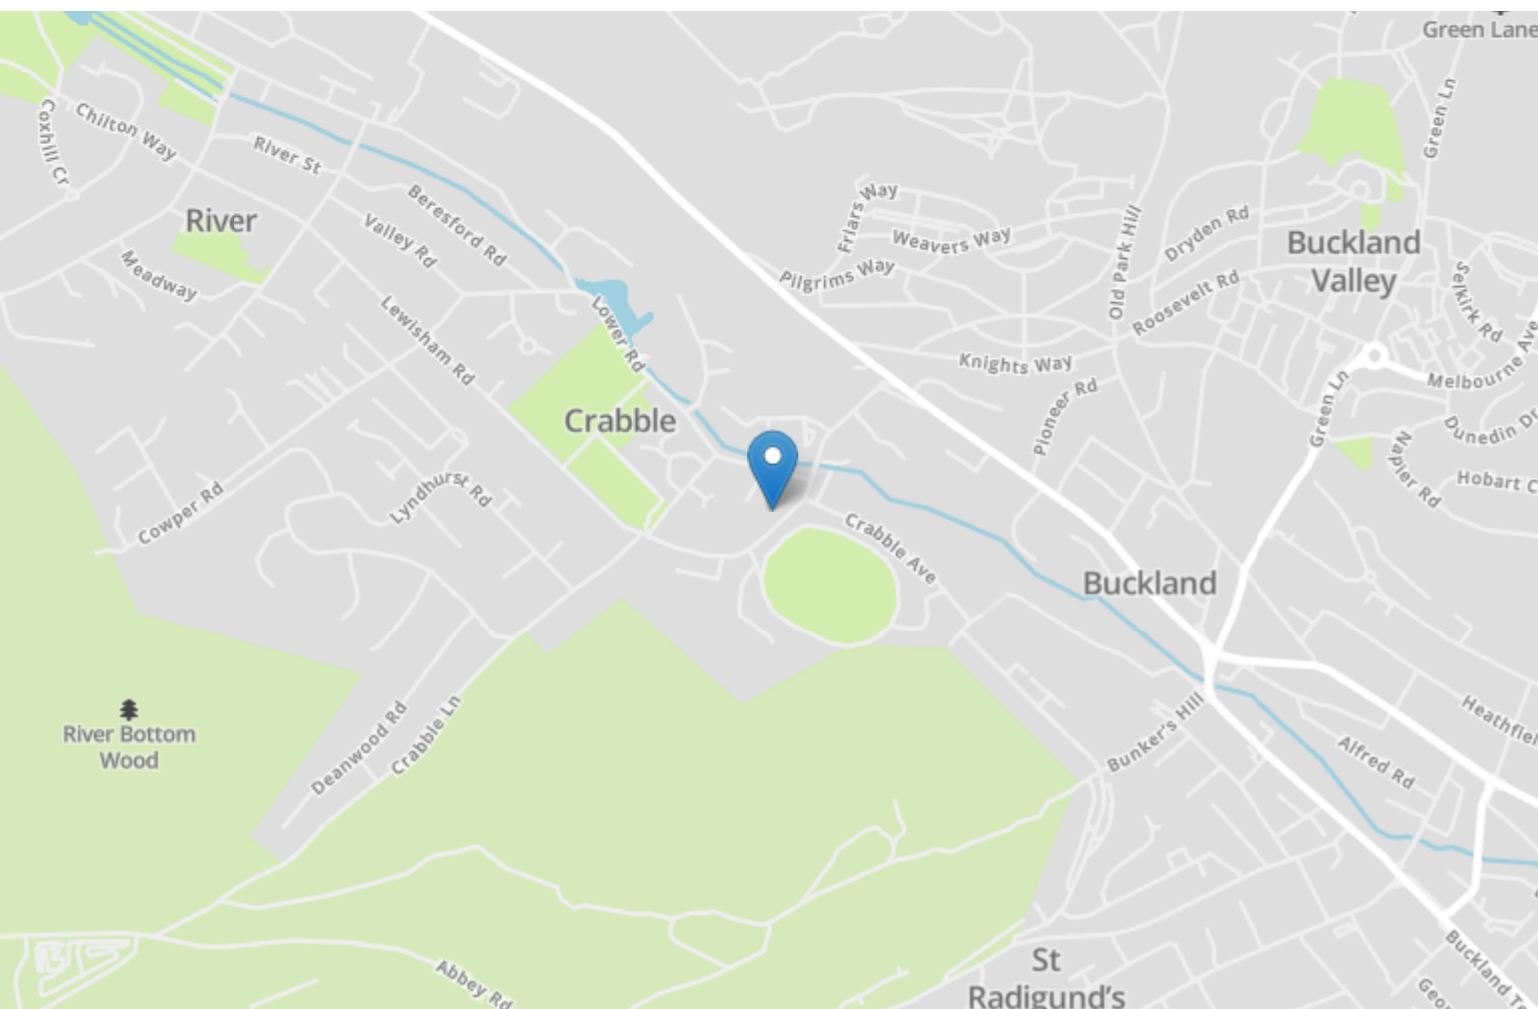 Green Lane
Coxhill Cr
Chilton Way
River St
Green Ln
River
Beresford Rd
Friars Way
Weavers Way
Dryden Rd
Buckland
Valley
Valley Rd
Meadway
Pilgrims Way
Old Park Hill
Roosevelt Rd
Selkirk Rd
Lewisham Rd
Lower Rd
Knights Way
Melbourne Ave
Pioneer Rd
Green Ln
Crabble
Dunedin Dr
Napier Rd
Hobart C
Cowper Rd
Lyndhurst Rd
Crabble Ave
Buckland
River Bottom
Wood
Deanwood Rd
Crabble Ln
Bunker's Hill
Heathfiel
Alfred Rd
Abbey Rd
St
Radigund's
Buckland Te
Geor